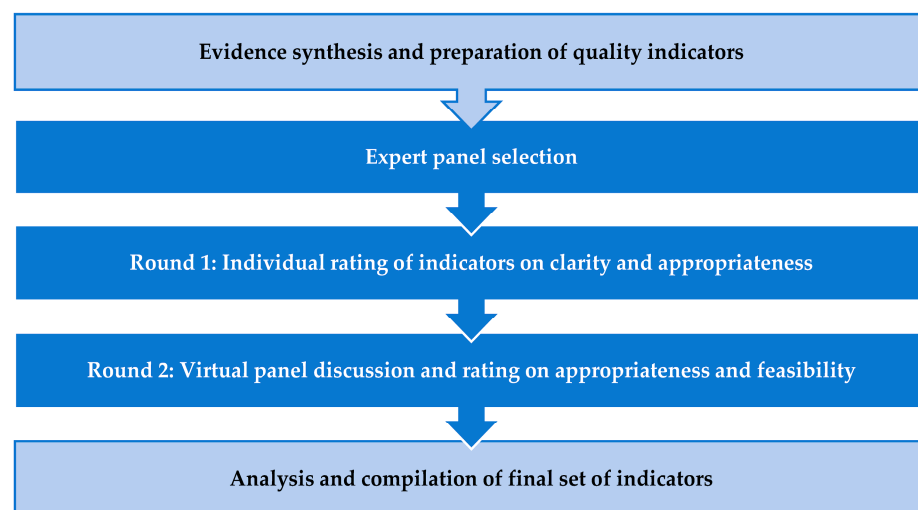 Evidence synthesis and preparation of quality indicators
Expert panel selection
Round 1: Individual rating of indicators on clarity and appropriateness
Round 2: Virtual panel discussion and rating on appropriateness and feasibility
Analysis and compilation of final set of indicators